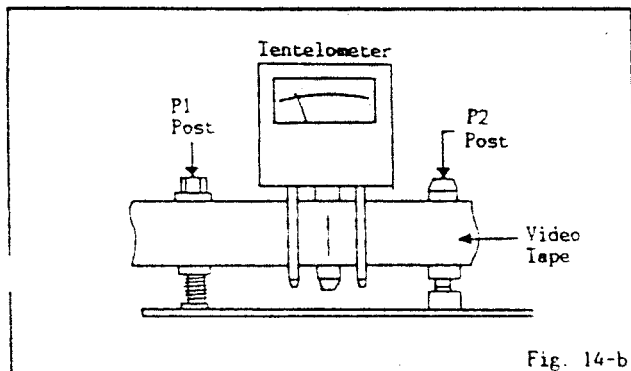 Tentelometer
P1
Post
P2
Post
Video
Tape
Fig. 14-b